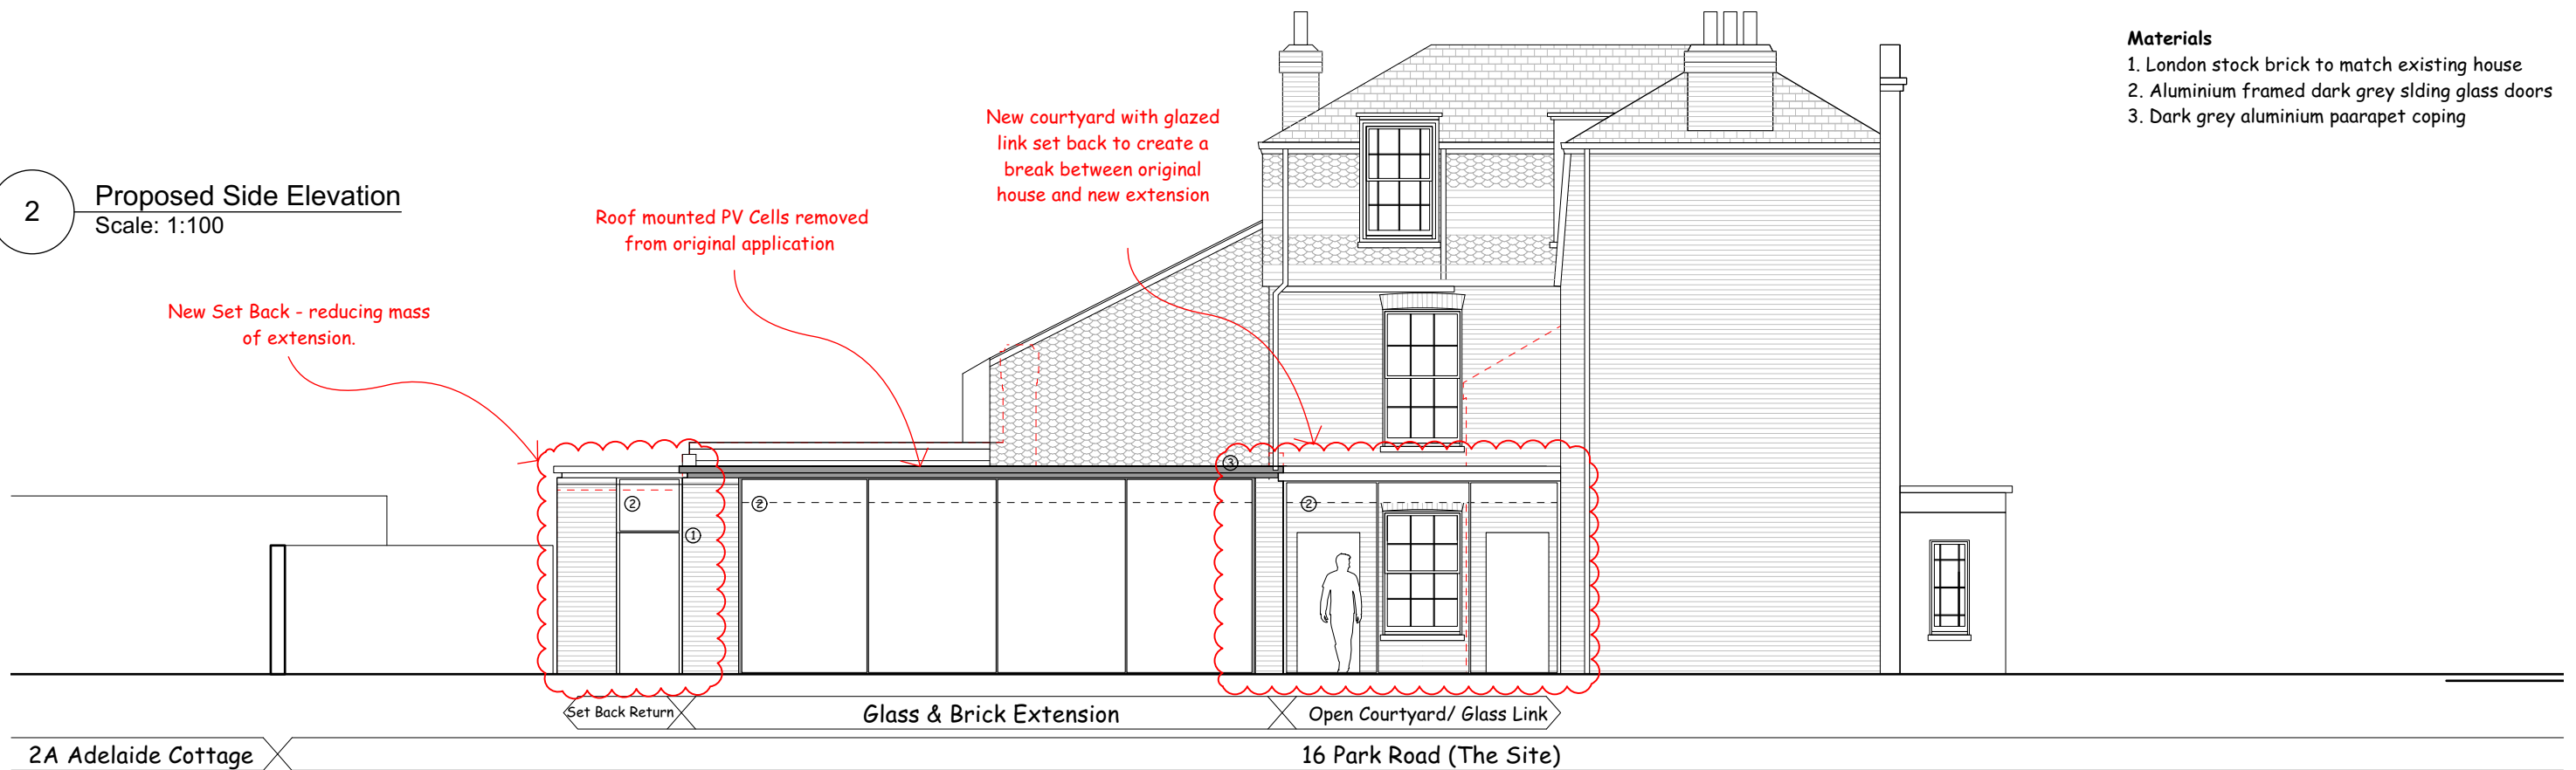 Materials
1. London stock brick to match existing house
2. Aluminium framed dark grey slding glass doors
3. Dark grey aluminium paarapet coping
2
Proposed Side Elevation
Scale: 1:100
New courtyard with glazed
link set back to create a
break between original
house and new extension
Roof mounted PV Cells removed
from original application
New Set Back - reducing mass
of extension.
3
2
2
2
1
Set Back Return
Glass & Brick Extension
Open Courtyard/ Glass Link
2A Adelaide Cottage
16 Park Road (The Site)